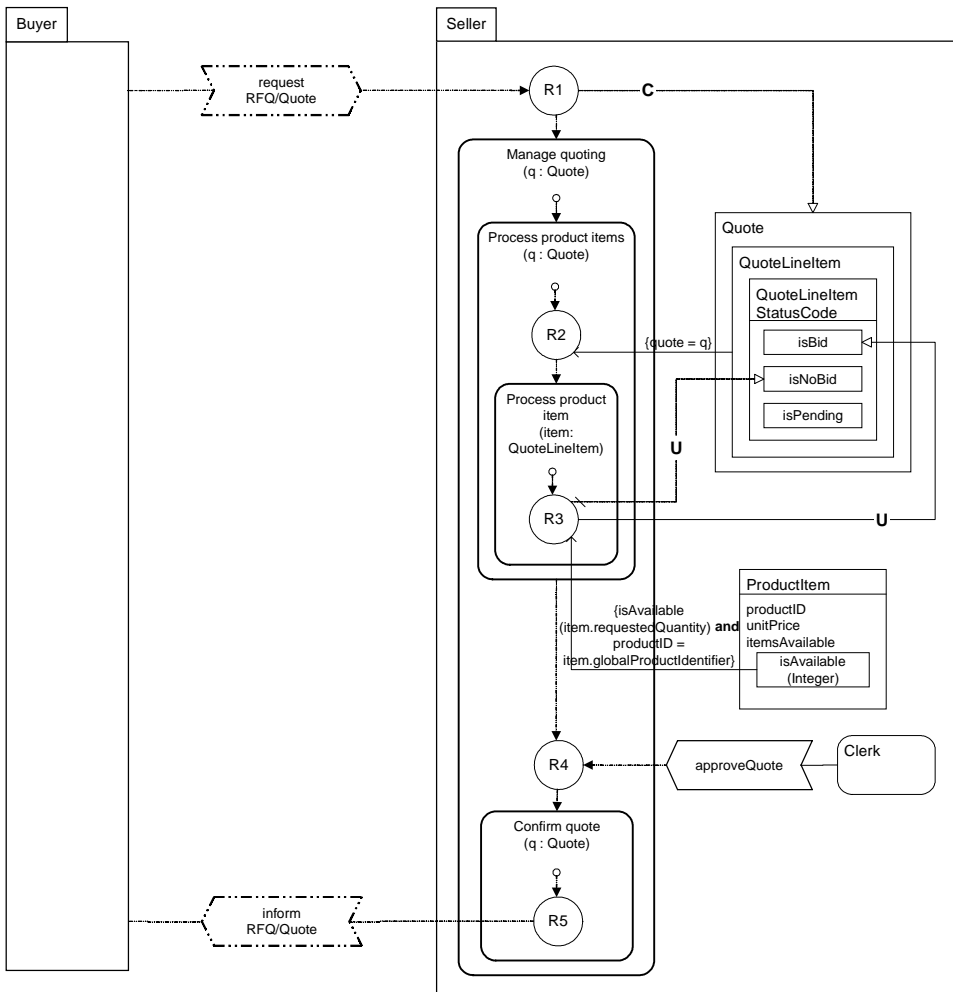 Buyer
Seller
request
RFQ/Quote
R1
C
Manage quoting
(q : Quote)
Quote
Process product items
(q : Quote)
QuoteLineItem
QuoteLineItem
StatusCode
R2
{quote = q}
isBid
isNoBid
isPending
Process product
item
(item:
QuoteLineItem)
U
R3
U
ProductItem
{isAvailable
(item.requestedQuantity) and
productID =
item.globalProductIdentifier}
productID
unitPrice
itemsAvailable
isAvailable
(Integer)
R4
approveQuote
Clerk
Confirm quote
(q : Quote)
inform
RFQ/Quote
R5